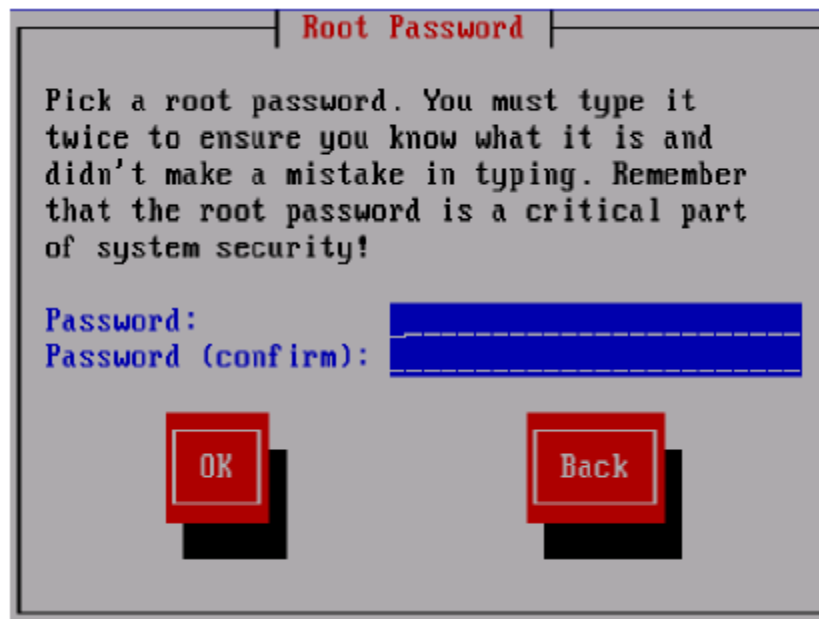 Root Password
Pick a root password. You must type it
twice to ensure you know what it is and
didn't make a mistake in typing. Remember
that the root password is a critical part
of system security!
Password:
Password (confirm):
OK Back